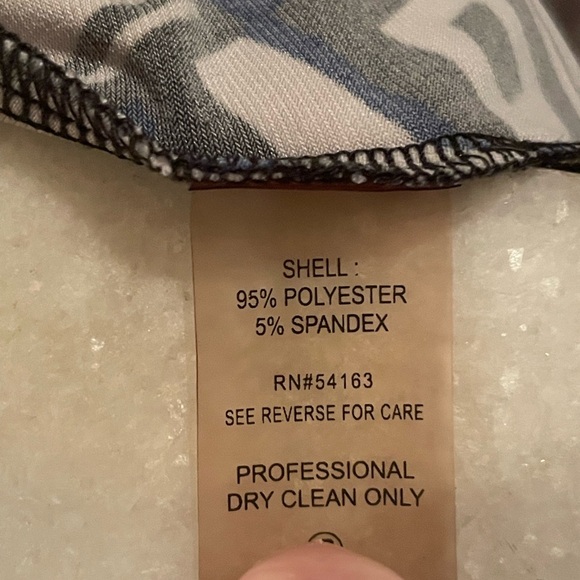 SHELL :
95% POLYESTER
5% SPANDEX
RN#54163
SEE REVERSE FOR CARE
PROFESSIONAL
DRY CLEAN ONLY